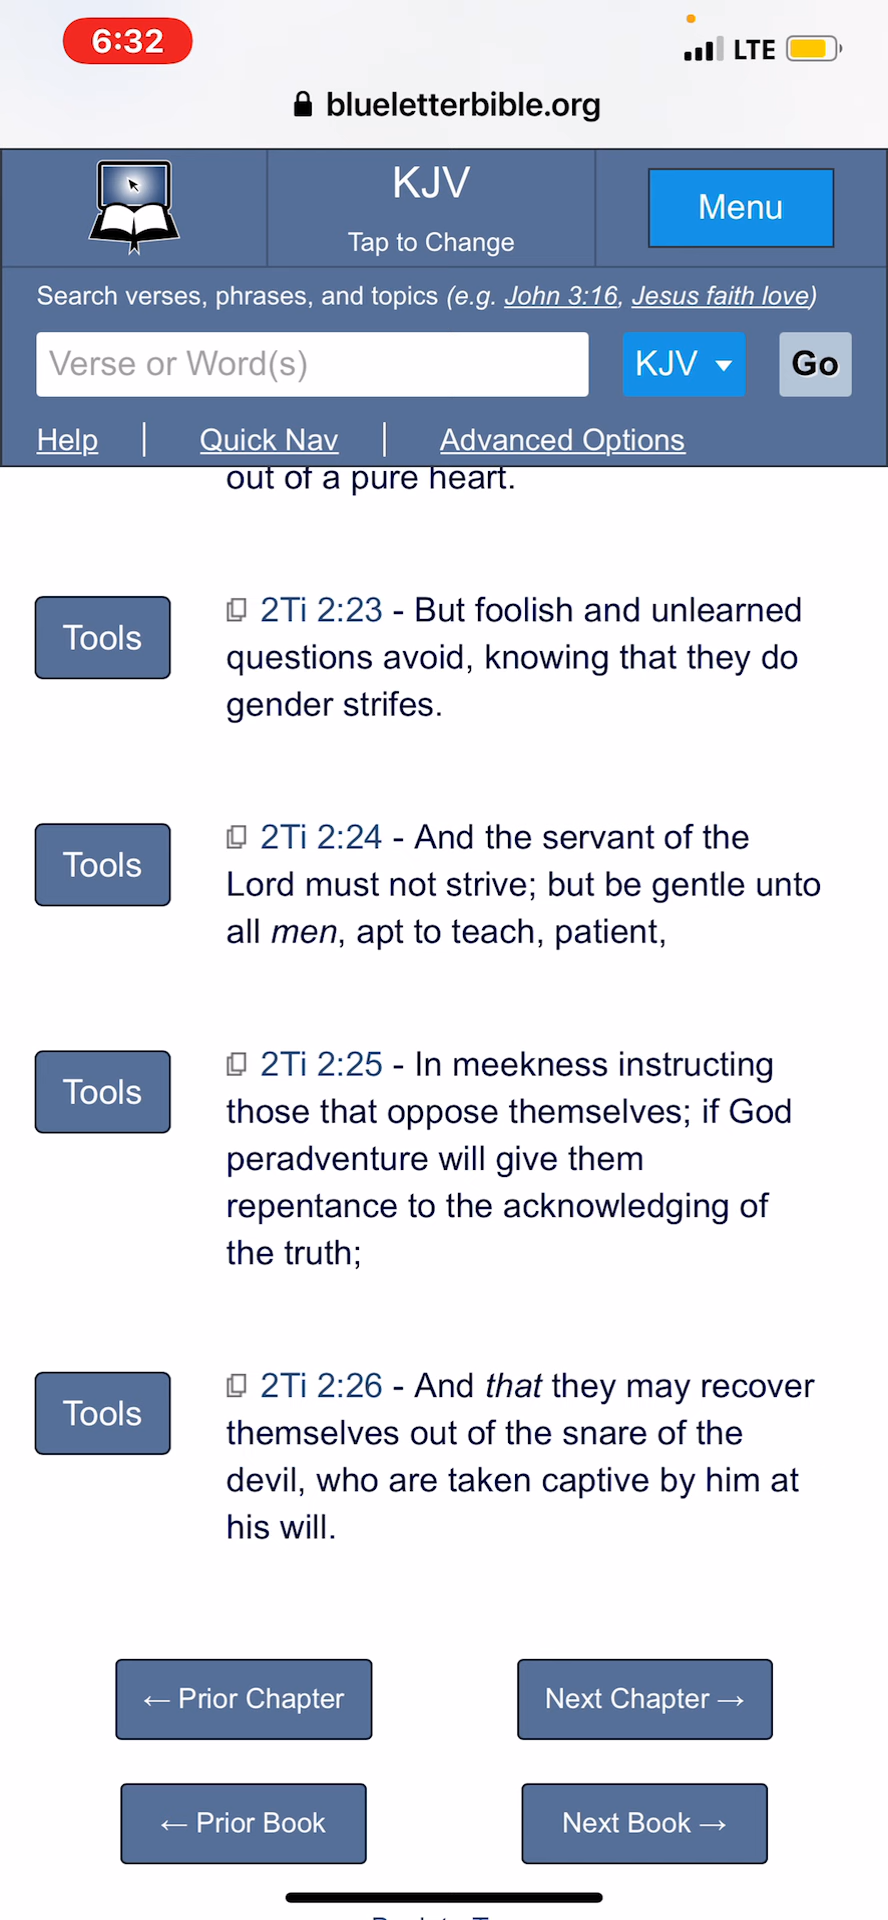 6:32
LTE
blueletterbible.org
KJV
Tap to Change
Menu
Search verses, phrases, and topics (e.g. John 3:16, Jesus faith love)
Verse or Word(s)
KJV
Go
Help | Quick Nav | Advanced Options
out of a pure heart.
Tools
2Ti 2:23 - But foolish and unlearned
questions avoid, knowing that they do
gender strifes.
Tools
2Ti 2:24 - And the servant of the
Lord must not strive; but be gentle unto
all men, apt to teach, patient,
Tools
2Ti 2:25 - In meekness instructing
those that oppose themselves; if God
peradventure will give them
repentance to the acknowledging of
the truth;
Tools
2Ti 2:26 - And that they may recover
themselves out of the snare of the
devil, who are taken captive by him at
his will.
← Prior Chapter
Next Chapter →
← Prior Book
Next Book →